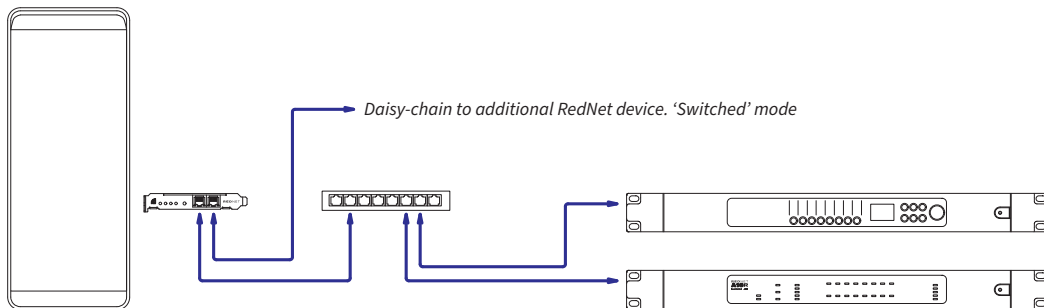 Daisy-chain to additional RedNet device. ‘Switched’ mode